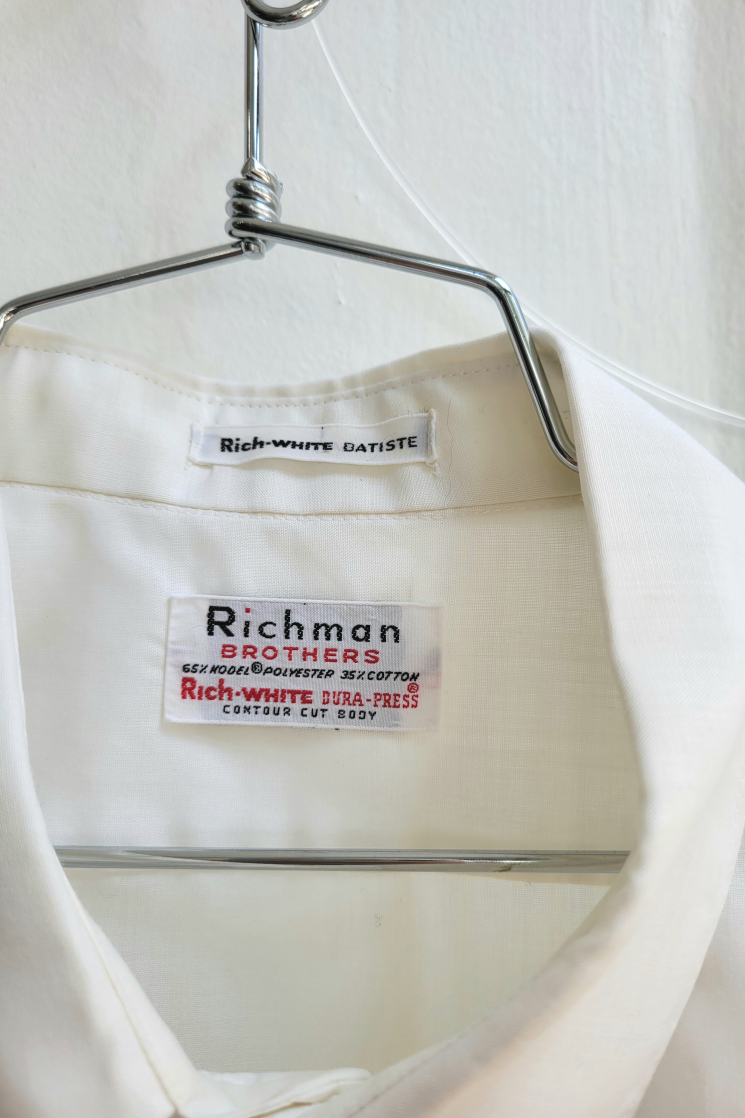 Rich-WHITE BATISTE
Richman
BROTHERS
65% KODEL® POLYESTER 35% COTTON
Rich-WHITE DURA-PRESS®
CONTOUR CUT BODY